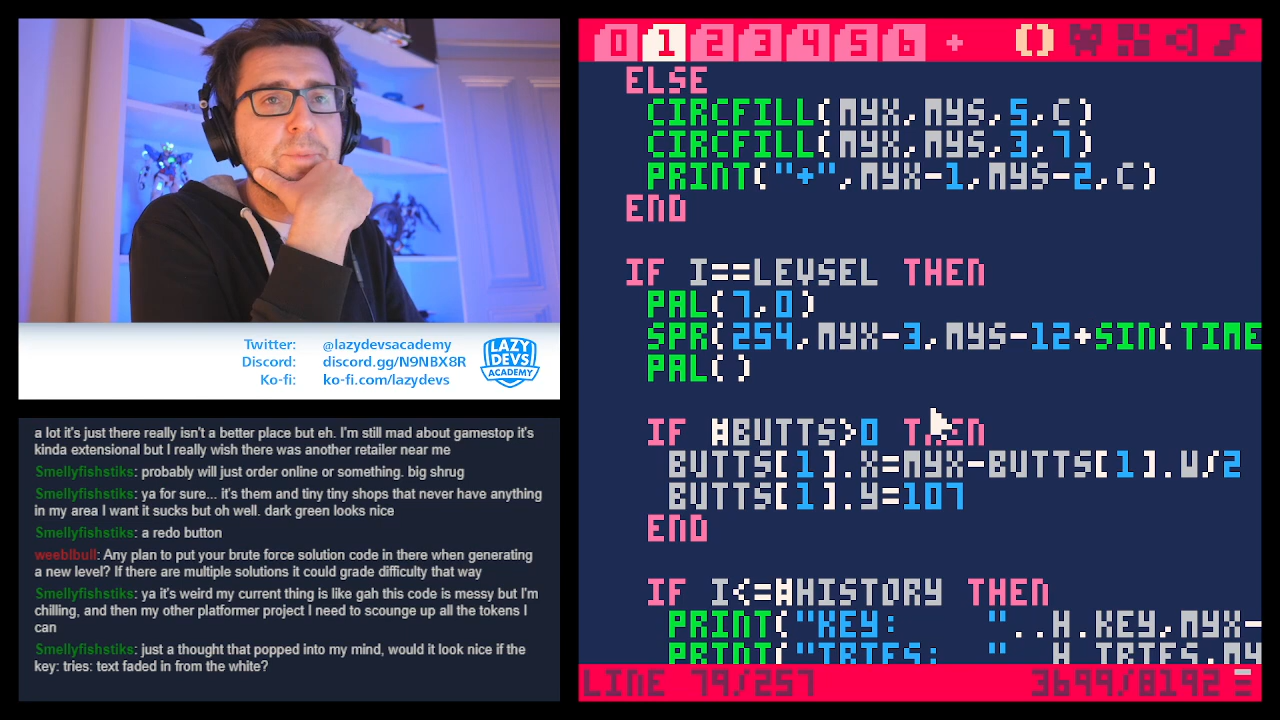 Twitter: @lazydevsacademy
Discord: discord.gg/N9NBX8R
Ko-fi: ko-fi.com/lazydevs
LAZY
DEVS
ACADEMY
a lot it's just there really isn't a better place but eh. I'm still mad about gamestop it's
kinda extensional but I really wish there was another retailer near me
Smellyfishstiks: probably will just order online or something. big shrug
Smellyfishstiks: ya for sure... it's them and tiny tiny shops that never have anything
in my area I want it sucks but oh well. dark green looks nice
Smellyfishstiks: a redo button
weeblbull: Any plan to put your brute force solution code in there when generating
a new level? If there are multiple solutions it could grade difficulty that way
Smellyfishstiks: ya it's weird my current thing is like gah this code is messy but I'm
chilling, and then my other platformer project I need to scounge up all the tokens I
can
Smellyfishstiks: just a thought that popped into my mind, would it look nice if the
key: tries: text faded in from the white?
0 1 2 3 4 5 6 + ()
ELSE
CIRCFILL(MYX,MYS,5,C)
CIRCFILL(MYX,MYS,3,7)
PRINT("+",MYX-1,MYS-2,C)
END
IF I==LEVSEL THEN
PAL(7,0)
SPR(254,MYX-3,MYS-12+SIN(TIME
PAL()
IF #BUTTS>0 THEN
BUTTS[1].X=MYX-BUTTS[1].W/2
BUTTS[1].Y=107
END
IF I<=#HISTORY THEN
PRINT("KEY: "..H.KEY,MYX-
PRINT("TRIES: " H.TRIES,MY
LINE 79/257 3699/8192